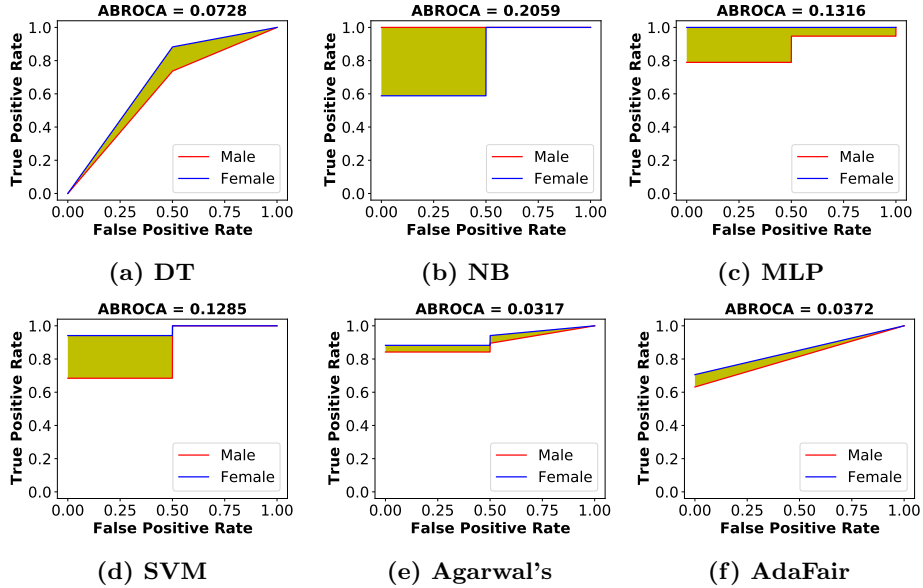 ABROCA = 0.0728
True Positive Rate
1.0
0.8
0.6
0.4
0.2
0.0
Male
Female
0.00 0.25 0.50 0.75 1.00
False Positive Rate
(a) DT
ABROCA = 0.2059
True Positive Rate
1.0
0.8
0.6
0.4
0.2
0.0
Male
Female
0.00 0.25 0.50 0.75 1.00
False Positive Rate
(b) NB
ABROCA = 0.1316
True Positive Rate
1.0
0.8
0.6
0.4
0.2
0.0
Male
Female
0.00 0.25 0.50 0.75 1.00
False Positive Rate
(c) MLP
ABROCA = 0.1285
True Positive Rate
1.0
0.8
0.6
0.4
0.2
0.0
Male
Female
0.00 0.25 0.50 0.75 1.00
False Positive Rate
(d) SVM
ABROCA = 0.0317
True Positive Rate
1.0
0.8
0.6
0.4
0.2
0.0
Male
Female
0.00 0.25 0.50 0.75 1.00
False Positive Rate
(e) Agarwal's
ABROCA = 0.0372
True Positive Rate
1.0
0.8
0.6
0.4
0.2
0.0
Male
Female
0.00 0.25 0.50 0.75 1.00
False Positive Rate
(f) AdaFair